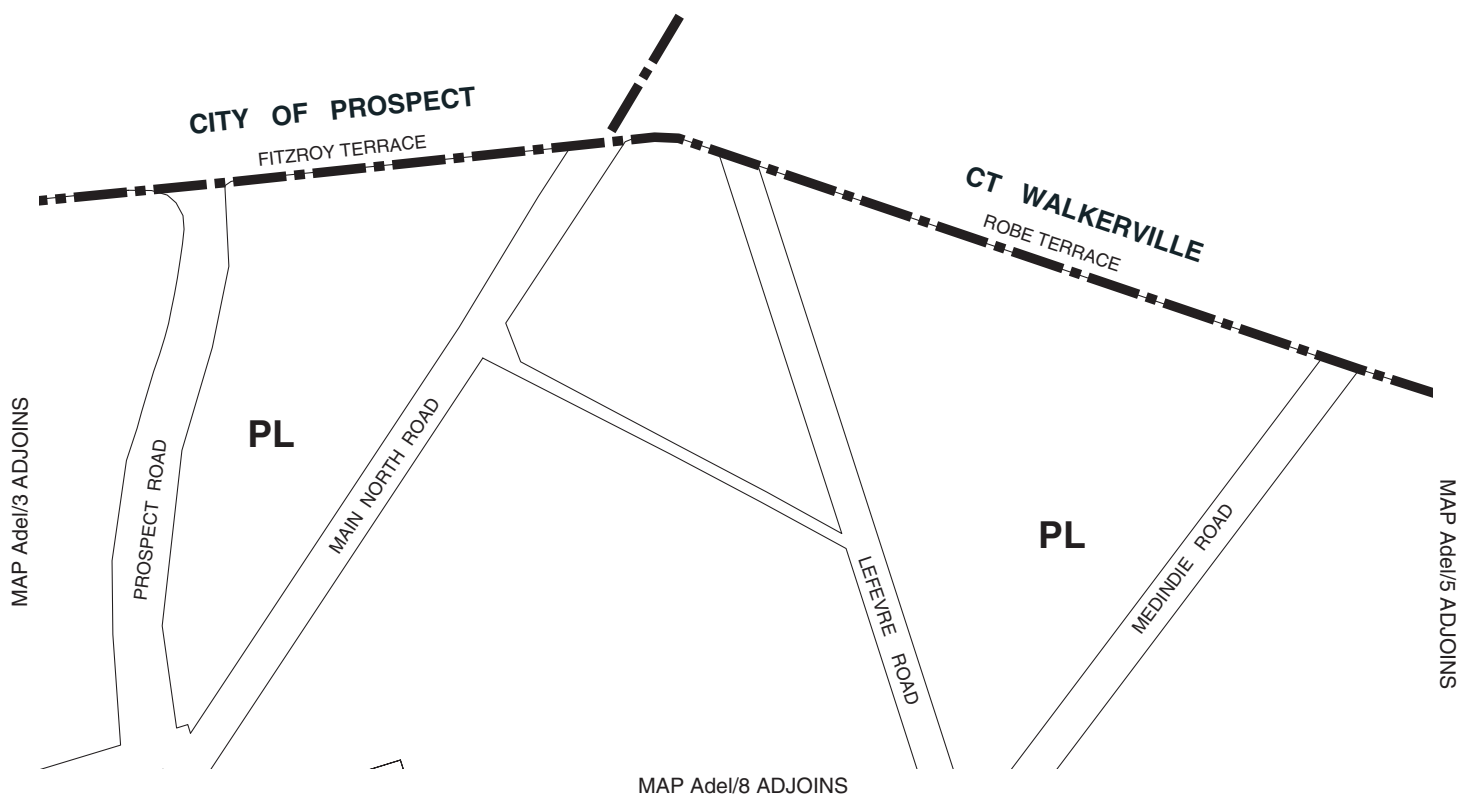 CITY OF PROSPECT
FITZROY TERRACE
CT WALKERVILLE
ROBE TERRACE
MAP Adel/3 ADJOINS
PROSPECT ROAD
PL
MAIN NORTH ROAD
LEFEVRE ROAD
PL
MEDINDIE ROAD
MAP Adel/5 ADJOINS
MAP Adel/8 ADJOINS